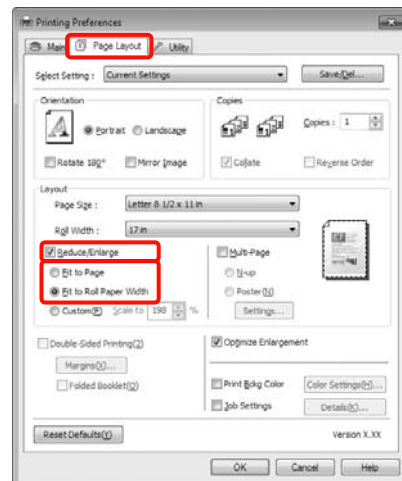 Printing Preferences
Main Page Layout Utility
Select Setting : Current Settings Save/Del...
Orientation Copies
Portrait Landscape Copies : 1
Rotate 180° Mirror Image Collate Reverse Order
Layout
Page Size : Letter 8 1/2 x 11 in
Roll Width : 17 in
Reduce/Enlarge Multi-Page
Fit to Page N-up
Fit to Roll Paper Width Poster(N)
Custom(F) Scale to 198 % Settings...
Double-Sided Printing(2) Optimize Enlargement
Margins(X)...
Folded Booklet(Q) Print Bckg Color Color Settings(H)...
Job Settings Details(K)...
Reset Defaults(Y) Version X.XX
OK Cancel Help